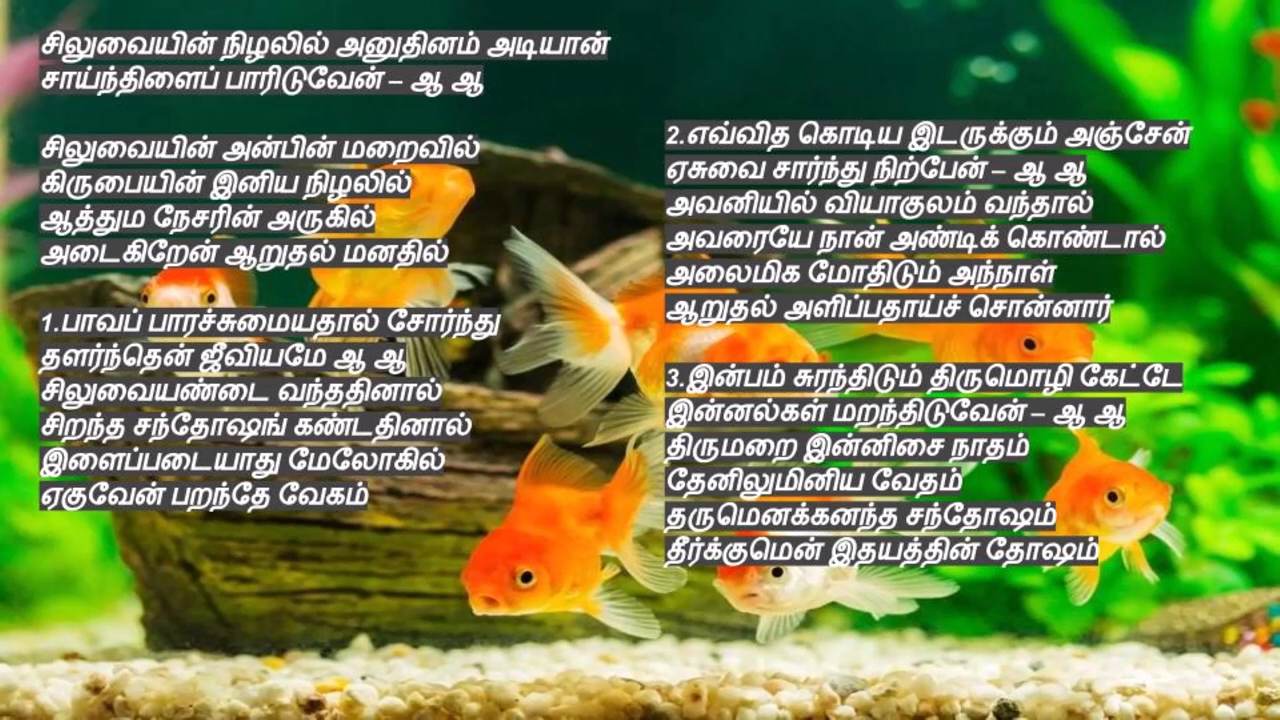 சிலுவையின் நிழலில் அனுதினம் அடியான்
சாய்ந்திளைப் பாரிடுவேன் – ஆ ஆ
சிலுவையின் அன்பின் மறைவில்
கிருபையின் இனிய நிழலில்
ஆத்தும நேசரின் அருகில்
அடைகிறேன் ஆறுதல் மனதில்
1.பாவப் பாரச்சுமையதால் சோர்ந்து
தளர்ந்தென் ஜீவியமே ஆ ஆ
சிலுவையண்டை வந்ததினால்
சிறந்த சந்தோஷங் கண்டதினால்
இளைப்படையாது மேலோகில்
ஏகுவேன் பறந்தே வேகம்
2.எவ்வித கொடிய இடருக்கும் அஞ்சேன்
ஏசுவை சார்ந்து நிற்பேன் – ஆ ஆ
அவனியில் வியாகுலம் வந்தால்
அவரையே நான் அண்டிக் கொண்டால்
அலைமிக மோதிடும் அந்நாள்
ஆறுதல் அளிப்பதாய்ச் சொன்னார்
3.இன்பம் சுரந்திடும் திருமொழி கேட்டே
இன்னல்கள் மறந்திடுவேன் – ஆ ஆ
திருமறை இன்னிசை நாதம்
தேனிலுமினிய வேதம்
தருமெனக்கனந்த சந்தோஷம்
தீர்க்குமென் இதயத்தின் தோஷம்